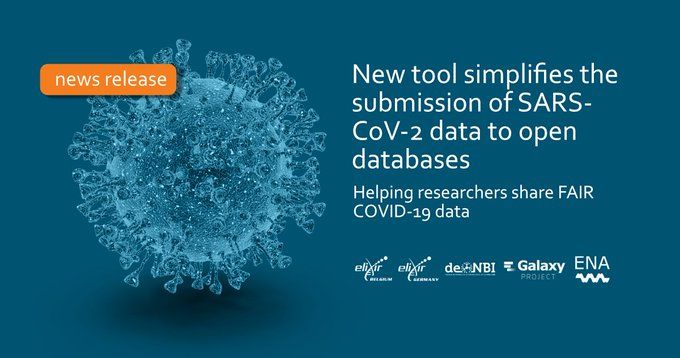 news release
New tool simplifies the
submission of SARS-
CoV-2 data to open
databases
Helping researchers share FAIR
COVID-19 data
elixir
BELGIUM
elixir
GERMANY
de.NBI
Galaxy
PROJECT
ENA